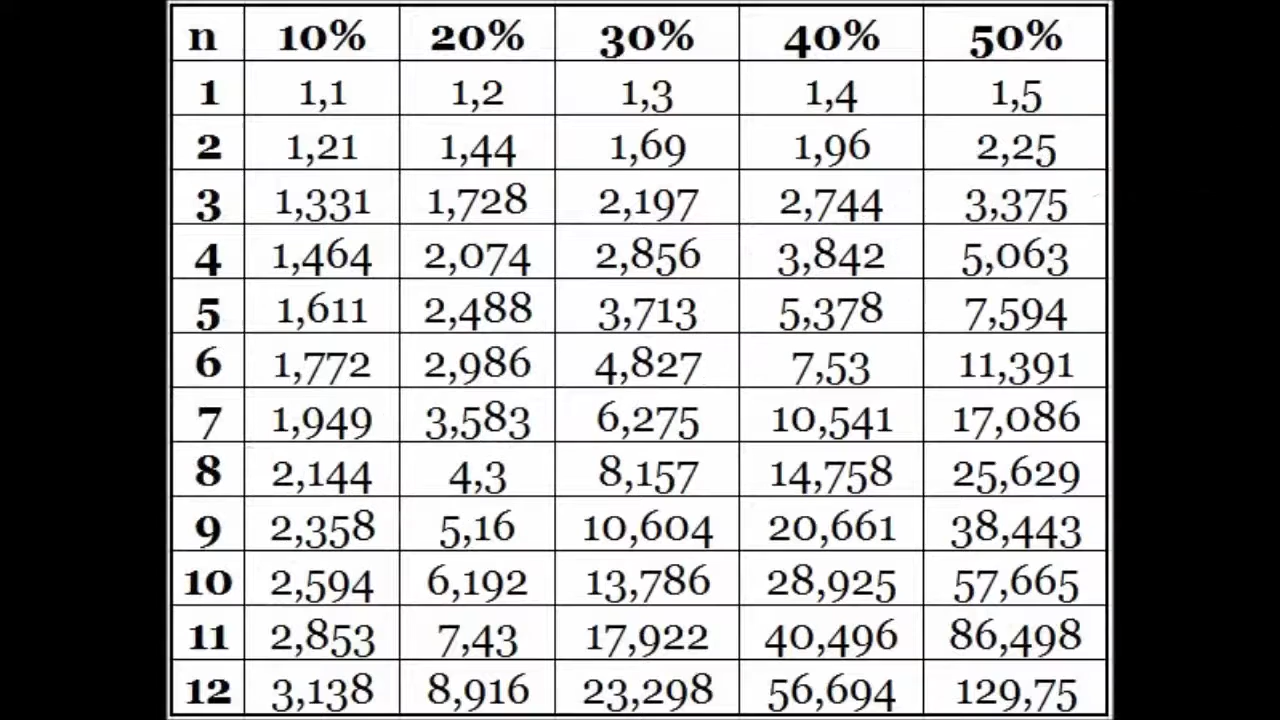 n 10% 20% 30% 40% 50%
1 1,1 1,2 1,3 1,4 1,5
2 1,21 1,44 1,69 1,96 2,25
3 1,331 1,728 2,197 2,744 3,375
4 1,464 2,074 2,856 3,842 5,063
5 1,611 2,488 3,713 5,378 7,594
6 1,772 2,986 4,827 7,53 11,391
7 1,949 3,583 6,275 10,541 17,086
8 2,144 4,3 8,157 14,758 25,629
9 2,358 5,16 10,604 20,661 38,443
10 2,594 6,192 13,786 28,925 57,665
11 2,853 7,43 17,922 40,496 86,498
12 3,138 8,916 23,298 56,694 129,75